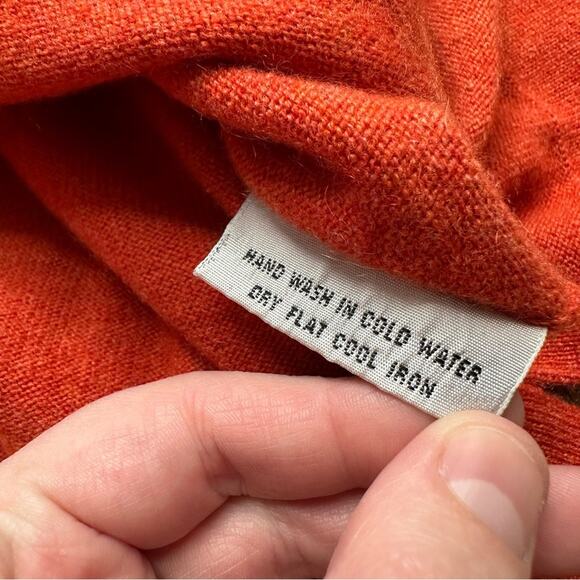 HAND WASH IN COLD WATER
DRY FLAT COOL IRON